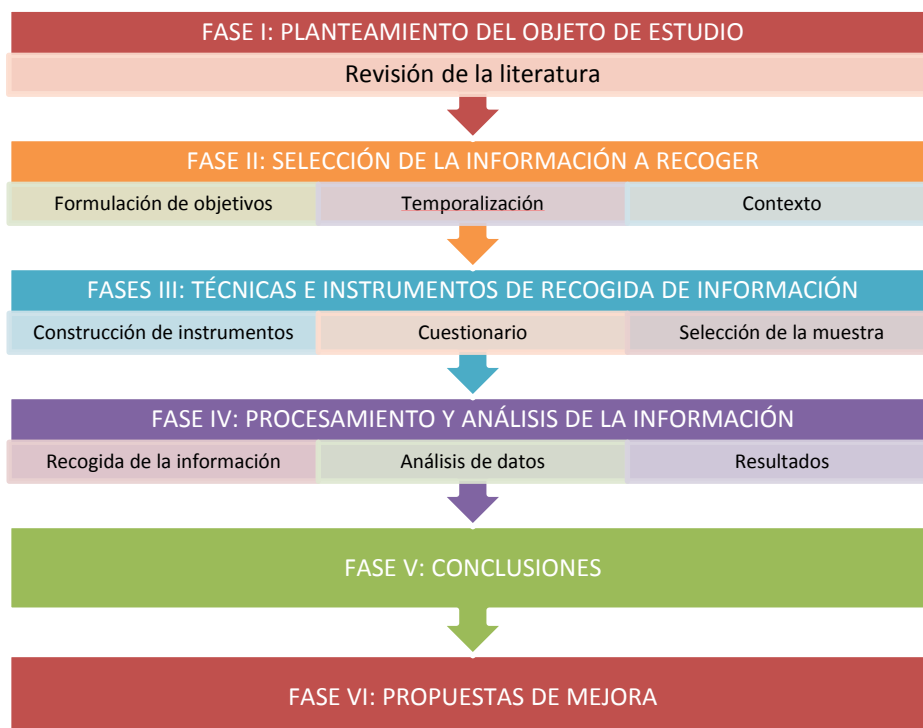 FASE I: PLANTEAMIENTO DEL OBJETO DE ESTUDIO
Revisión de la literatura
FASE II: SELECCIÓN DE LA INFORMACIÓN A RECOGER
Formulación de objetivos
Temporalización
Contexto
FASES III: TÉCNICAS E INSTRUMENTOS DE RECOGIDA DE INFORMACIÓN
Construcción de instrumentos
Cuestionario
Selección de la muestra
FASE IV: PROCESAMIENTO Y ANÁLISIS DE LA INFORMACIÓN
Recogida de la información
Análisis de datos
Resultados
FASE V: CONCLUSIONES
FASE VI: PROPUESTAS DE MEJORA